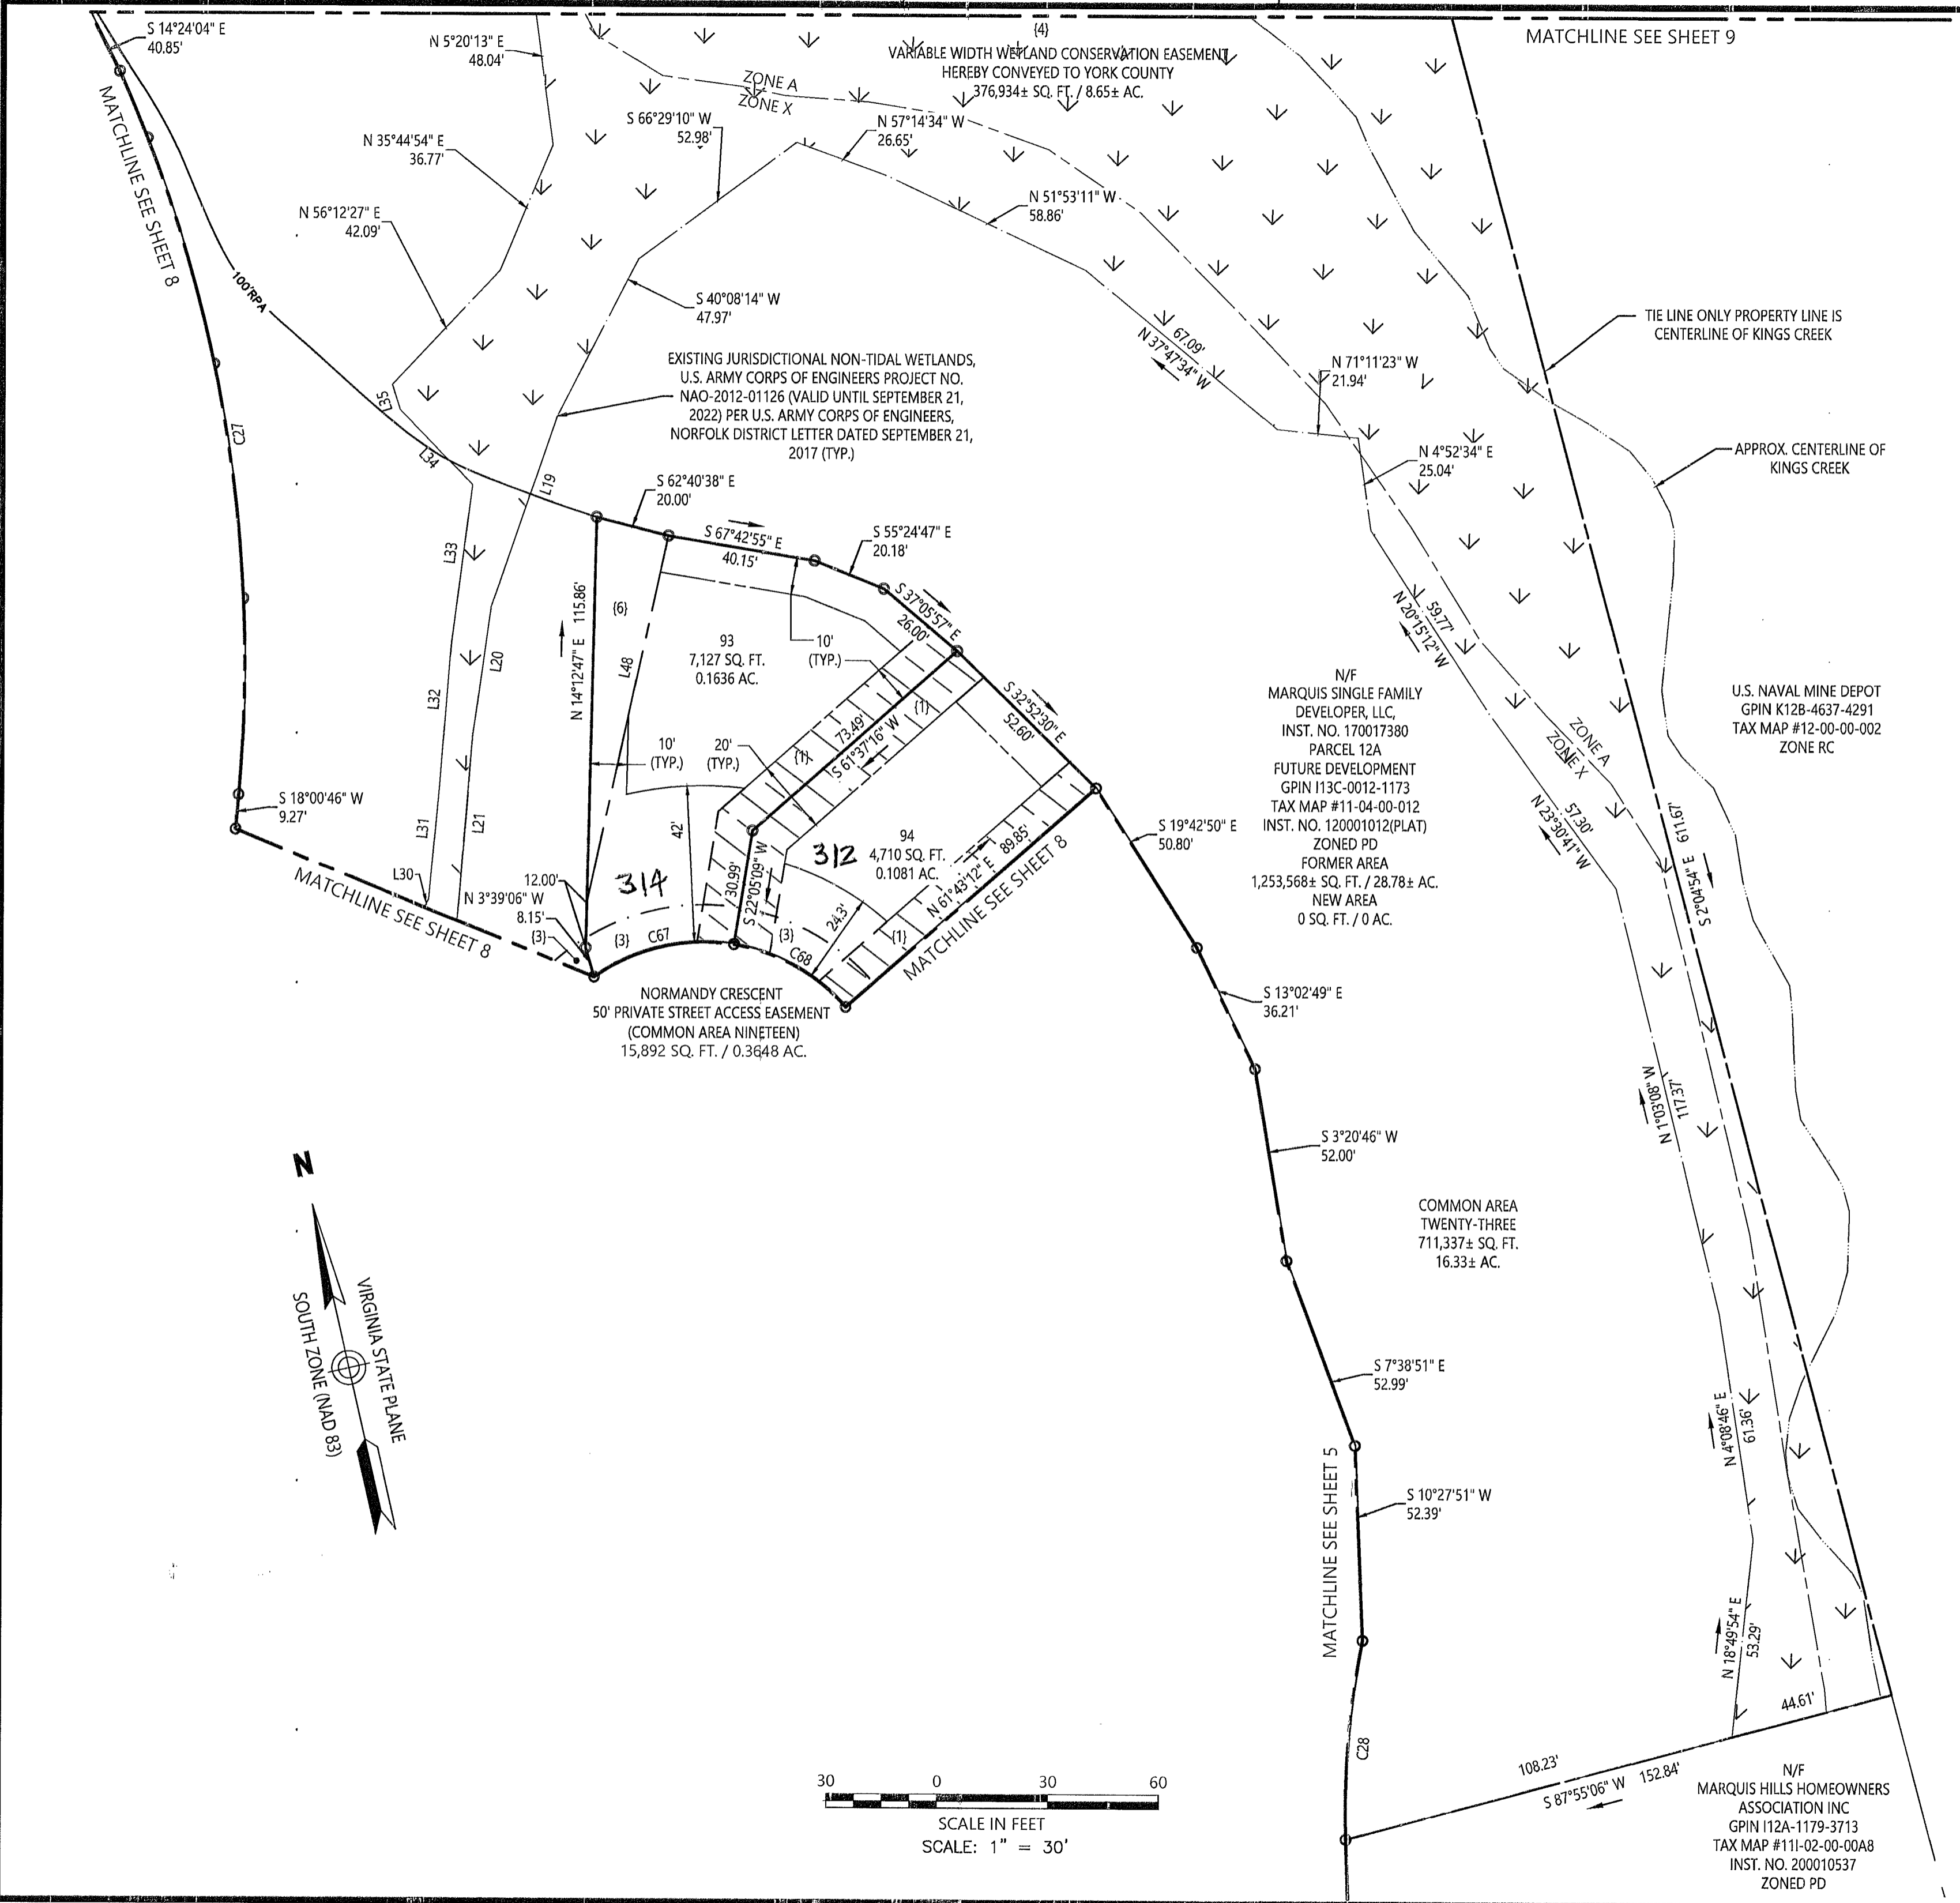 S 14°24'04" E
40.85'
N 5°20'13" E
48.04'
{4}
VARIABLE WIDTH WETLAND CONSERVATION EASEMENT
HEREBY CONVEYED TO YORK COUNTY
376,934± SQ. FT. / 8.65± AC.
MATCHLINE SEE SHEET 9
ZONE A
ZONE X
MATCHLINE SEE SHEET 8
S 66°29'10" W
52.98'
N 57°14'34" W
26.65'
N 35°44'54" E
36.77'
N 51°53'11" W
58.86'
N 56°12'27" E
42.09'
100'RPA
S 40°08'14" W
47.97'
TIE LINE ONLY PROPERTY LINE IS
CENTERLINE OF KINGS CREEK
EXISTING JURISDICTIONAL NON-TIDAL WETLANDS,
U.S. ARMY CORPS OF ENGINEERS PROJECT NO.
NAO-2012-01126 (VALID UNTIL SEPTEMBER 21,
2022) PER U.S. ARMY CORPS OF ENGINEERS,
NORFOLK DISTRICT LETTER DATED SEPTEMBER 21,
2017 (TYP.)
67.09'
N 37°47'34" W
N 71°11'23" W
21.94'
L35
C27
L34
L19
N 4°52'34" E
25.04'
APPROX. CENTERLINE OF
KINGS CREEK
S 62°40'38" E
20.00'
S 67°42'55" E
40.15'
S 55°24'47" E
20.18'
S 37°05'57" E
26.00'
L33
L20
L32
N 14°12'47" E 115.86'
{6}
L48
93
7,127 SQ. FT.
0.1636 AC.
10'
(TYP.)
59.77'
N 20°15'12" W
S 32°52'30" E
52.60'
{1}
73.49'
S 61°37'16" W
{1}
10'
(TYP.)
20'
(TYP.)
N/F
MARQUIS SINGLE FAMILY
DEVELOPER, LLC,
INST. NO. 170017380
PARCEL 12A
FUTURE DEVELOPMENT
GPIN I13C-0012-1173
TAX MAP #11-04-00-012
INST. NO. 120001012(PLAT)
ZONED PD
FORMER AREA
1,253,568± SQ. FT. / 28.78± AC.
NEW AREA
0 SQ. FT. / 0 AC.
U.S. NAVAL MINE DEPOT
GPIN K12B-4637-4291
TAX MAP #12-00-00-002
ZONE RC
ZONE A
ZONE X
S 18°00'46" W
9.27'
L31
L21
L30
42'
57.30'
N 23°30'41" W
S 2°04'54" E 611.67'
S 19°42'50" E
50.80'
312
94
4,710 SQ. FT.
0.1081 AC.
314
30.99'
S 22°05'09" W
N 61°43'12" E 89.85'
MATCHLINE SEE SHEET 8
MATCHLINE SEE SHEET 8
12.00'
N 3°39'06" W
8.15'
{3}
{3}
C67
{3}
C68
24.3'
{1}
S 13°02'49" E
36.21'
NORMANDY CRESCENT
50' PRIVATE STREET ACCESS EASEMENT
(COMMON AREA NINETEEN)
15,892 SQ. FT. / 0.3648 AC.
117.37'
N 1°03'08" W
S 3°20'46" W
52.00'
N
VIRGINIA STATE PLANE
SOUTH ZONE (NAD 83)
COMMON AREA
TWENTY-THREE
711,337± SQ. FT.
16.33± AC.
S 7°38'51" E
52.99'
N 4°08'46" E
61.36'
MATCHLINE SEE SHEET 5
S 10°27'51" W
52.39'
N 18°49'54" E
53.29'
44.61'
C28
108.23'
S 87°55'06" W 152.84'
30 0 30 60
SCALE IN FEET
SCALE: 1" = 30'
N/F
MARQUIS HILLS HOMEOWNERS
ASSOCIATION INC
GPIN I12A-1179-3713
TAX MAP #11I-02-00-00A8
INST. NO. 200010537
ZONED PD